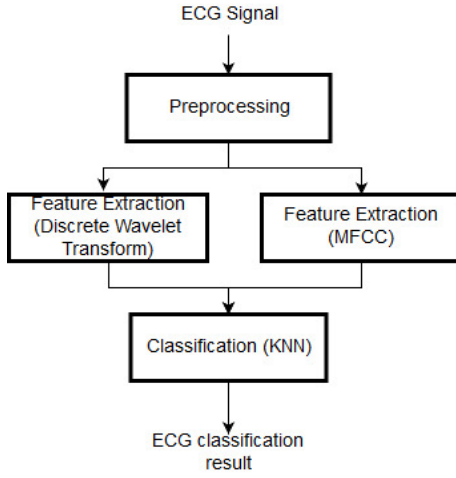 ECG Signal
Preprocessing
Feature Extraction
(Discrete Wavelet
Transform)
Feature Extraction
(MFCC)
Classification (KNN)
ECG classification
result